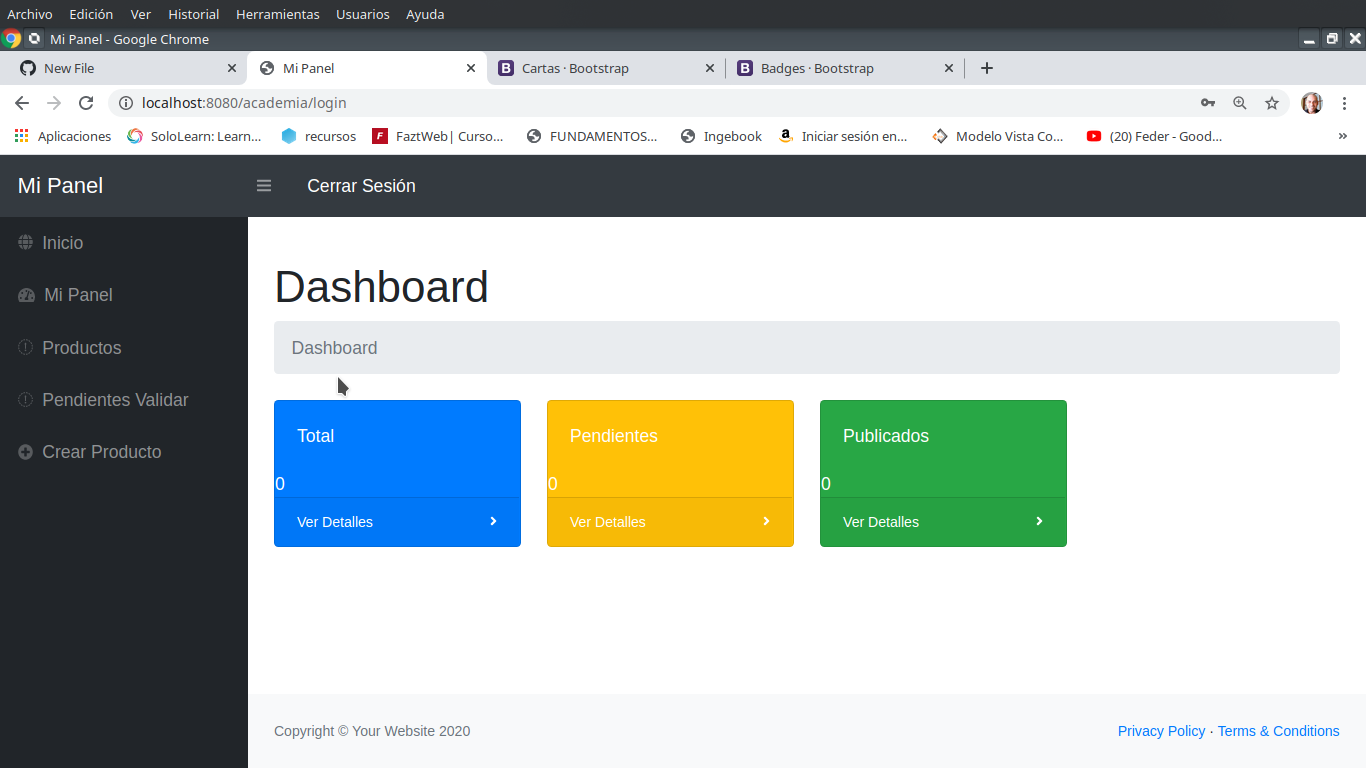 Archivo Edición Ver Historial Herramientas Usuarios Ayuda
Mi Panel - Google Chrome
New File Mi Panel Cartas · Bootstrap Badges · Bootstrap
localhost:8080/academia/login
Aplicaciones SoloLearn: Learn... recursos FaztWeb| Curso... FUNDAMENTOS... Ingebook Iniciar sesión en... Modelo Vista Co... (20) Feder - Good... »
Mi Panel Cerrar Sesión
Inicio
Mi Panel
Productos
Pendientes Validar
Crear Producto
Dashboard
Dashboard
Total Pendientes Publicados
0 0 0
Ver Detalles Ver Detalles Ver Detalles
Copyright © Your Website 2020 Privacy Policy · Terms & Conditions